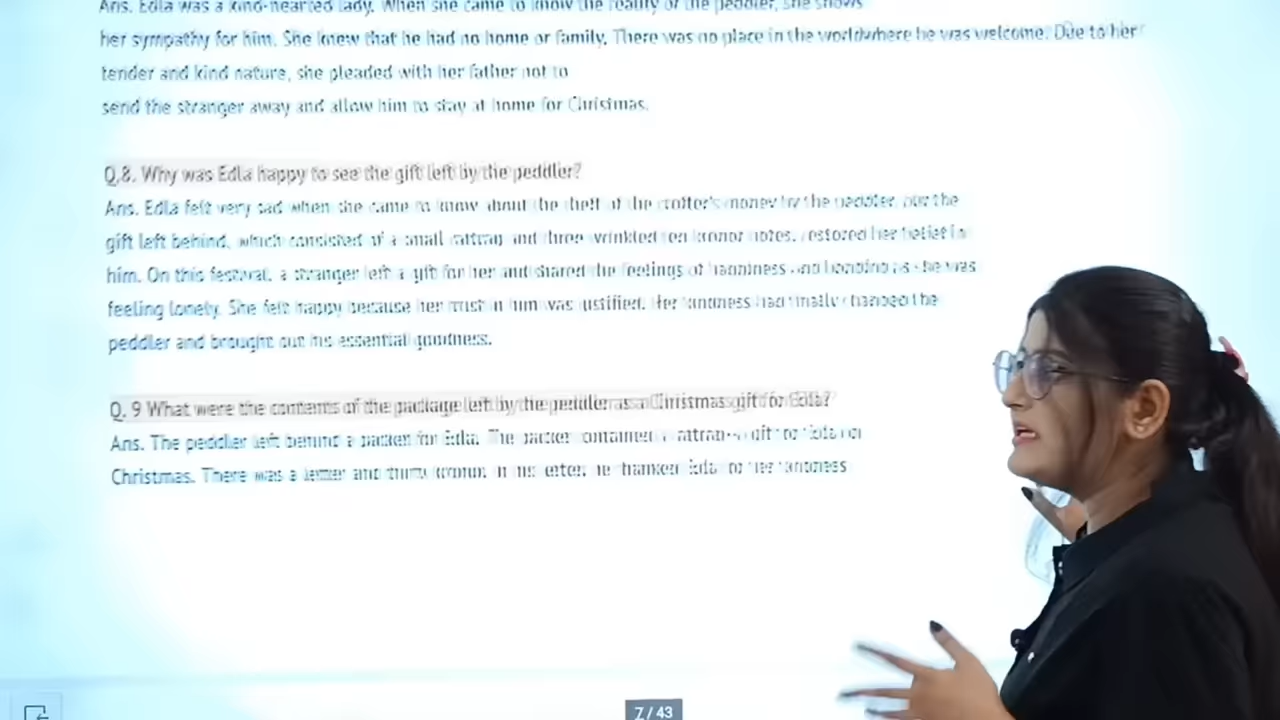 Ans. Edla was a kind-hearted lady. When she came to know the reality of the peddler, she shows
her sympathy for him. She knew that he had no home or family. There was no place in the world where he was welcome. Due to her
tender and kind nature, she pleaded with her father not to
send the stranger away and allow him to stay at home for Christmas.
Q.8. Why was Edla happy to see the gift left by the peddler?
Ans. Edla felt very sad when she came to know about the theft of the crofter's money by the peddler, but the
gift left behind, which consisted of a small rattrap and three wrinkled ten kronor notes, restored her belief in
him. On this festival, a stranger left a gift for her and shared the feelings of happiness and bonding as she was
feeling lonely. She felt happy because her trust in him was justified. Her kindness had finally changed the
peddler and brought out his essential goodness.
Q. 9 What were the contents of the package left by the peddler as a Christmas gift for Edla?
Ans. The peddler left behind a packet for Edla. The packet contained a rattrap-a gift for Edla for
Christmas. There was a letter and thirty kronor. In his letter, he thanked Edla for her kindness
7 / 43